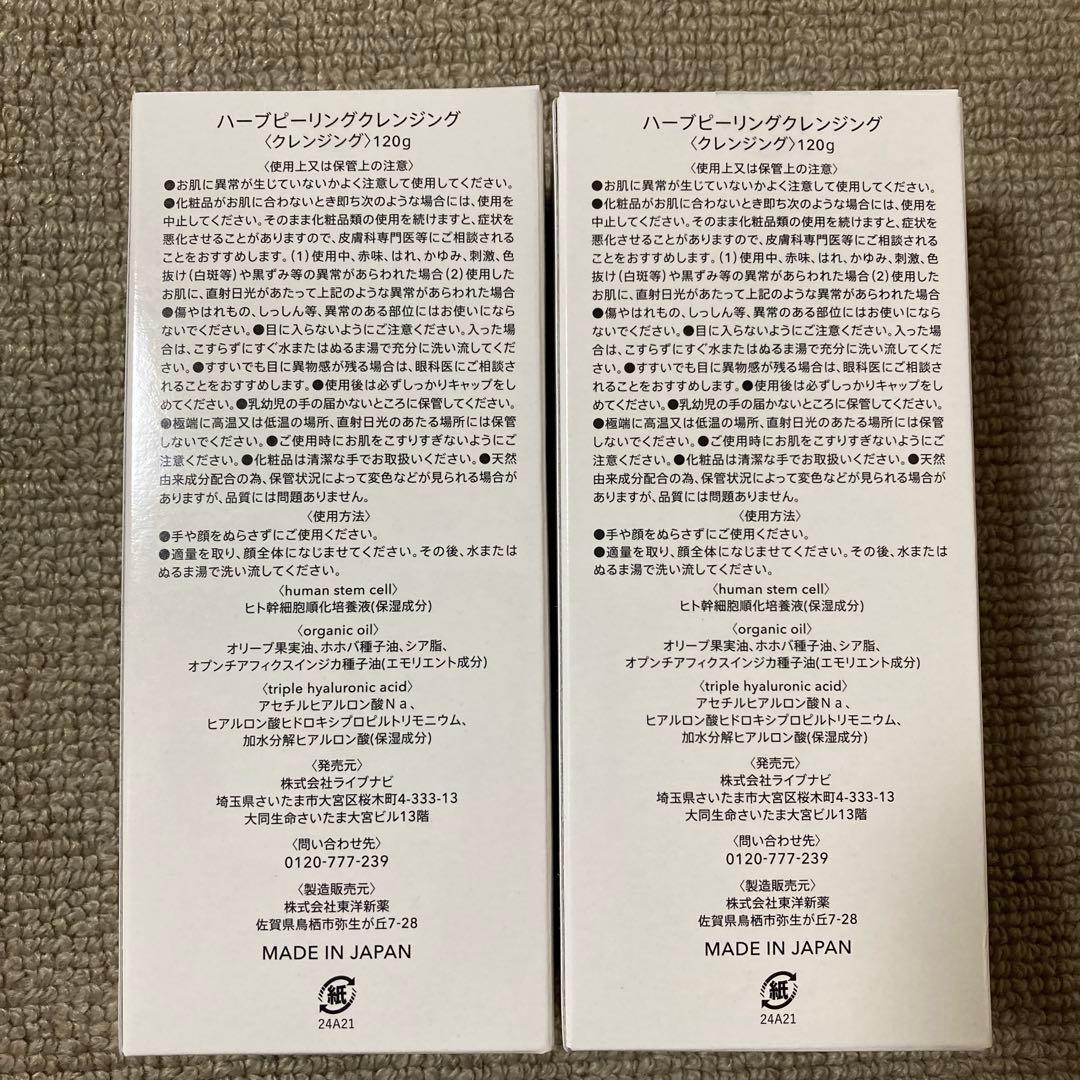 ハーブピーリングクレンジング
〈クレンジング〉120g
〈使用上又は保管上の注意〉
●お肌に異常が生じていないかよく注意して使用してください。
●化粧品がお肌に合わないとき即ち次のような場合には、使用を
中止してください。そのまま化粧品類の使用を続けますと、症状を
悪化させることがありますので、皮膚科専門医等にご相談される
ことをおすすめします。(1)使用中、赤味、はれ、かゆみ、刺激、色
抜け(白斑等)や黒ずみ等の異常があらわれた場合(2)使用した
お肌に、直射日光があたって上記のような異常があらわれた場合
●傷やはれもの、しっしん等、異常のある部位にはお使いになら
ないでください。●目に入らないようにご注意ください。入った場
合は、こすらずにすぐ水またはぬるま湯で充分に洗い流してくだ
さい。●すすいでも目に異物感が残る場合は、眼科医にご相談さ
れることをおすすめします。●使用後は必ずしっかりキャップをし
めてください。●乳幼児の手の届かないところに保管してください。
●極端に高温又は低温の場所、直射日光のあたる場所には保管
しないでください。●ご使用時にお肌をこすりすぎないようにご
注意ください。●化粧品は清潔な手でお取扱いください。●天然
由来成分配合の為、保管状況によって変色などが見られる場合が
ありますが、品質には問題ありません。
〈使用方法〉
●手や顔をぬらさずにご使用ください。
●適量を取り、顔全体になじませてください。その後、水または
ぬるま湯で洗い流してください。
〈human stem cell〉
ヒト幹細胞順化培養液(保湿成分)
〈organic oil〉
オリーブ果実油、ホホバ種子油、シア脂、
オプンチアフィクスインジカ種子油(エモリエント成分)
〈triple hyaluronic acid〉
アセチルヒアルロン酸Na、
ヒアルロン酸ヒドロキシプロピルトリモニウム、
加水分解ヒアルロン酸(保湿成分)
〈発売元〉
株式会社ライブナビ
埼玉県さいたま市大宮区桜木町4-333-13
大同生命さいたま大宮ビル13階
〈問い合わせ先〉
0120-777-239
〈製造販売元〉
株式会社東洋新薬
佐賀県鳥栖市弥生が丘7-28
MADE IN JAPAN
紙
24A21
ハーブピーリングクレンジング
〈クレンジング〉120g
〈使用上又は保管上の注意〉
●お肌に異常が生じていないかよく注意して使用してください。
●化粧品がお肌に合わないとき即ち次のような場合には、使用を
中止してください。そのまま化粧品類の使用を続けますと、症状を
悪化させることがありますので、皮膚科専門医等にご相談される
ことをおすすめします。(1)使用中、赤味、はれ、かゆみ、刺激、色
抜け(白斑等)や黒ずみ等の異常があらわれた場合(2)使用した
お肌に、直射日光があたって上記のような異常があらわれた場合
●傷やはれもの、しっしん等、異常のある部位にはお使いになら
ないでください。●目に入らないようにご注意ください。入った場
合は、こすらずにすぐ水またはぬるま湯で充分に洗い流してくだ
さい。●すすいでも目に異物感が残る場合は、眼科医にご相談さ
れることをおすすめします。●使用後は必ずしっかりキャップをし
めてください。●乳幼児の手の届かないところに保管してください。
●極端に高温又は低温の場所、直射日光のあたる場所には保管
しないでください。●ご使用時にお肌をこすりすぎないようにご
注意ください。●化粧品は清潔な手でお取扱いください。●天然
由来成分配合の為、保管状況によって変色などが見られる場合が
ありますが、品質には問題ありません。
〈使用方法〉
●手や顔をぬらさずにご使用ください。
●適量を取り、顔全体になじませてください。その後、水または
ぬるま湯で洗い流してください。
〈human stem cell〉
ヒト幹細胞順化培養液(保湿成分)
〈organic oil〉
オリーブ果実油、ホホバ種子油、シア脂、
オプンチアフィクスインジカ種子油(エモリエント成分)
〈triple hyaluronic acid〉
アセチルヒアルロン酸Na、
ヒアルロン酸ヒドロキシプロピルトリモニウム、
加水分解ヒアルロン酸(保湿成分)
〈発売元〉
株式会社ライブナビ
埼玉県さいたま市大宮区桜木町4-333-13
大同生命さいたま大宮ビル13階
〈問い合わせ先〉
0120-777-239
〈製造販売元〉
株式会社東洋新薬
佐賀県鳥栖市弥生が丘7-28
MADE IN JAPAN
紙
24A21